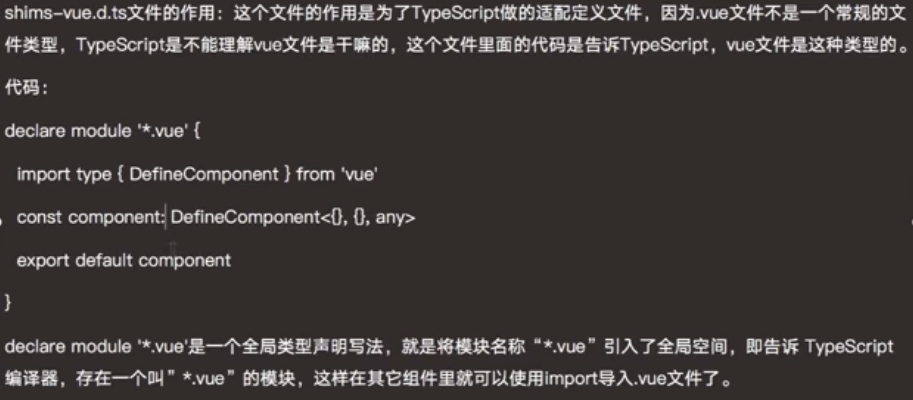 shims-vue.d.ts文件的作用：这个文件的作用是为了TypeScript做的适配定义文件，因为.vue文件不是一个常规的文
件类型，TypeScript是不能理解vue文件是干嘛的，这个文件里面的代码是告诉TypeScript，vue文件是这种类型的。
代码：
declare module '*.vue' {
import type { DefineComponent } from 'vue'
const component: DefineComponent<{}, {}, any>
export default component
}
declare module '*.vue'是一个全局类型声明写法，就是将模块名称“*.vue”引入了全局空间，即告诉 TypeScript
编译器，存在一个叫”*.vue”的模块，这样在其它组件里就可以使用import导入.vue文件了。